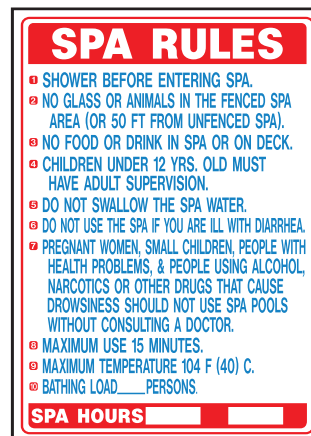 SPA RULES
1 SHOWER BEFORE ENTERING SPA.
2 NO GLASS OR ANIMALS IN THE FENCED SPA
AREA (OR 50 FT FROM UNFENCED SPA).
3 NO FOOD OR DRINK IN SPA OR ON DECK.
4 CHILDREN UNDER 12 YRS. OLD MUST
HAVE ADULT SUPERVISION.
5 DO NOT SWALLOW THE SPA WATER.
6 DO NOT USE THE SPA IF YOU ARE ILL WITH DIARRHEA.
7 PREGNANT WOMEN, SMALL CHILDREN, PEOPLE WITH
HEALTH PROBLEMS, & PEOPLE USING ALCOHOL,
NARCOTICS OR OTHER DRUGS THAT CAUSE
DROWSINESS SHOULD NOT USE SPA POOLS
WITHOUT CONSULTING A DOCTOR.
8 MAXIMUM USE 15 MINUTES.
9 MAXIMUM TEMPERATURE 104 F (40) C.
10 BATHING LOAD____PERSONS.
SPA HOURS